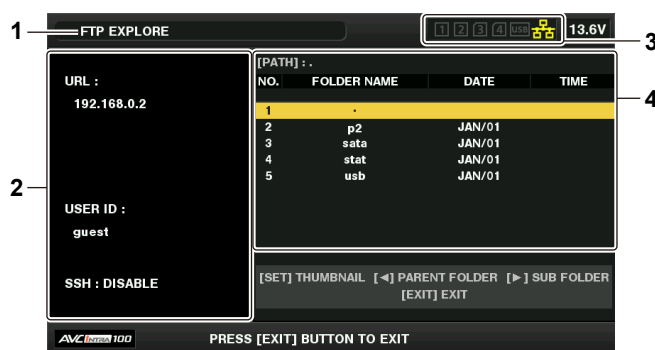 1 FTP EXPLORE 1 2 3 4 USB 13.6V 3
[PATH] : .
NO. FOLDER NAME DATE TIME
1 .
2 p2 JAN/01
3 sata JAN/01
4 stat JAN/01
5 usb JAN/01
4
2
URL :
192.168.0.2
USER ID :
guest
SSH : DISABLE
[SET] THUMBNAIL [◄] PARENT FOLDER [►] SUB FOLDER
[EXIT] EXIT
AVC INTRA 100 PRESS [EXIT] BUTTON TO EXIT